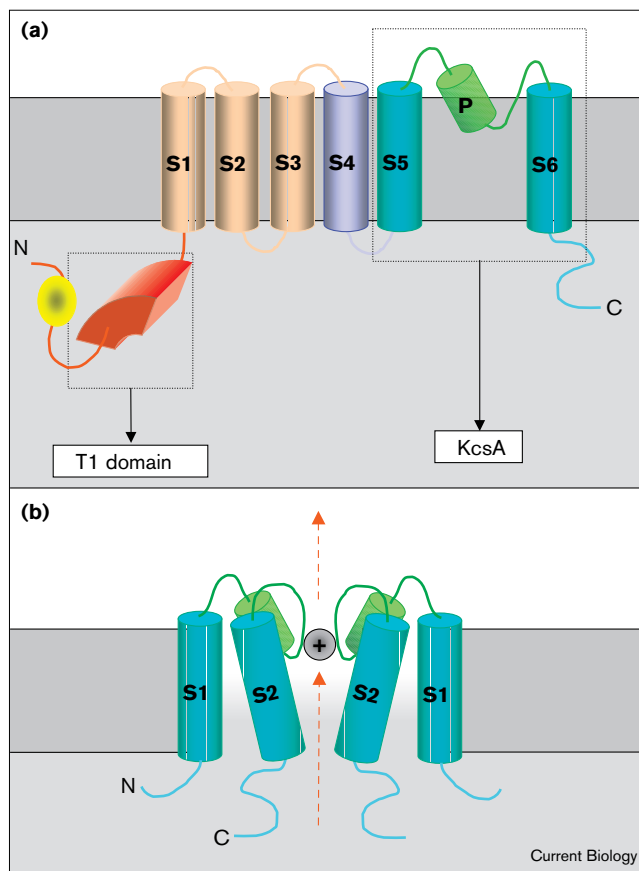 (a)
P
S1 S2 S3 S4 S5 S6
N
C
T1 domain
KcsA
(b)
+
S1 S2 S2 S1
N
C
Current Biology